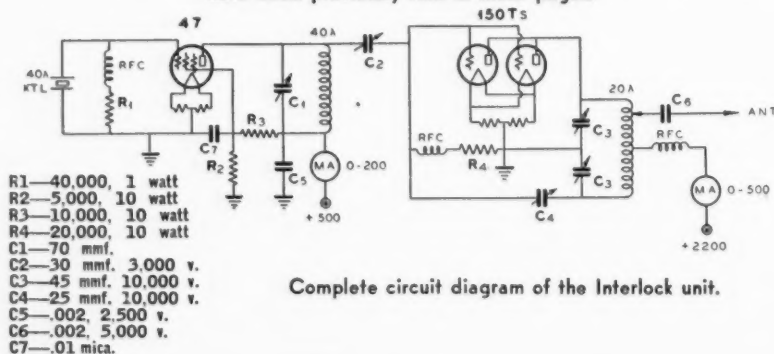 47
150Ts
40λ
40λ
KTL
RFC
R1
C1
C2
R3
C7
R2
C5
MA
0-200
+500
RFC
R4
C4
C3
C3
20λ
C6
ANT
RFC
MA
0-500
+2200
R1—40,000, 1 watt
R2—5,000, 10 watt
R3—10,000, 10 watt
R4—20,000, 10 watt
C1—70 mmf.
C2—30 mmf. 3,000 v.
C3—45 mmf. 10,000 v.
C4—25 mmf. 10,000 v.
C5—.002, 2,500 v.
C6—.002, 5,000 v.
C7—.01 mica.
Complete circuit diagram of the Interlock unit.